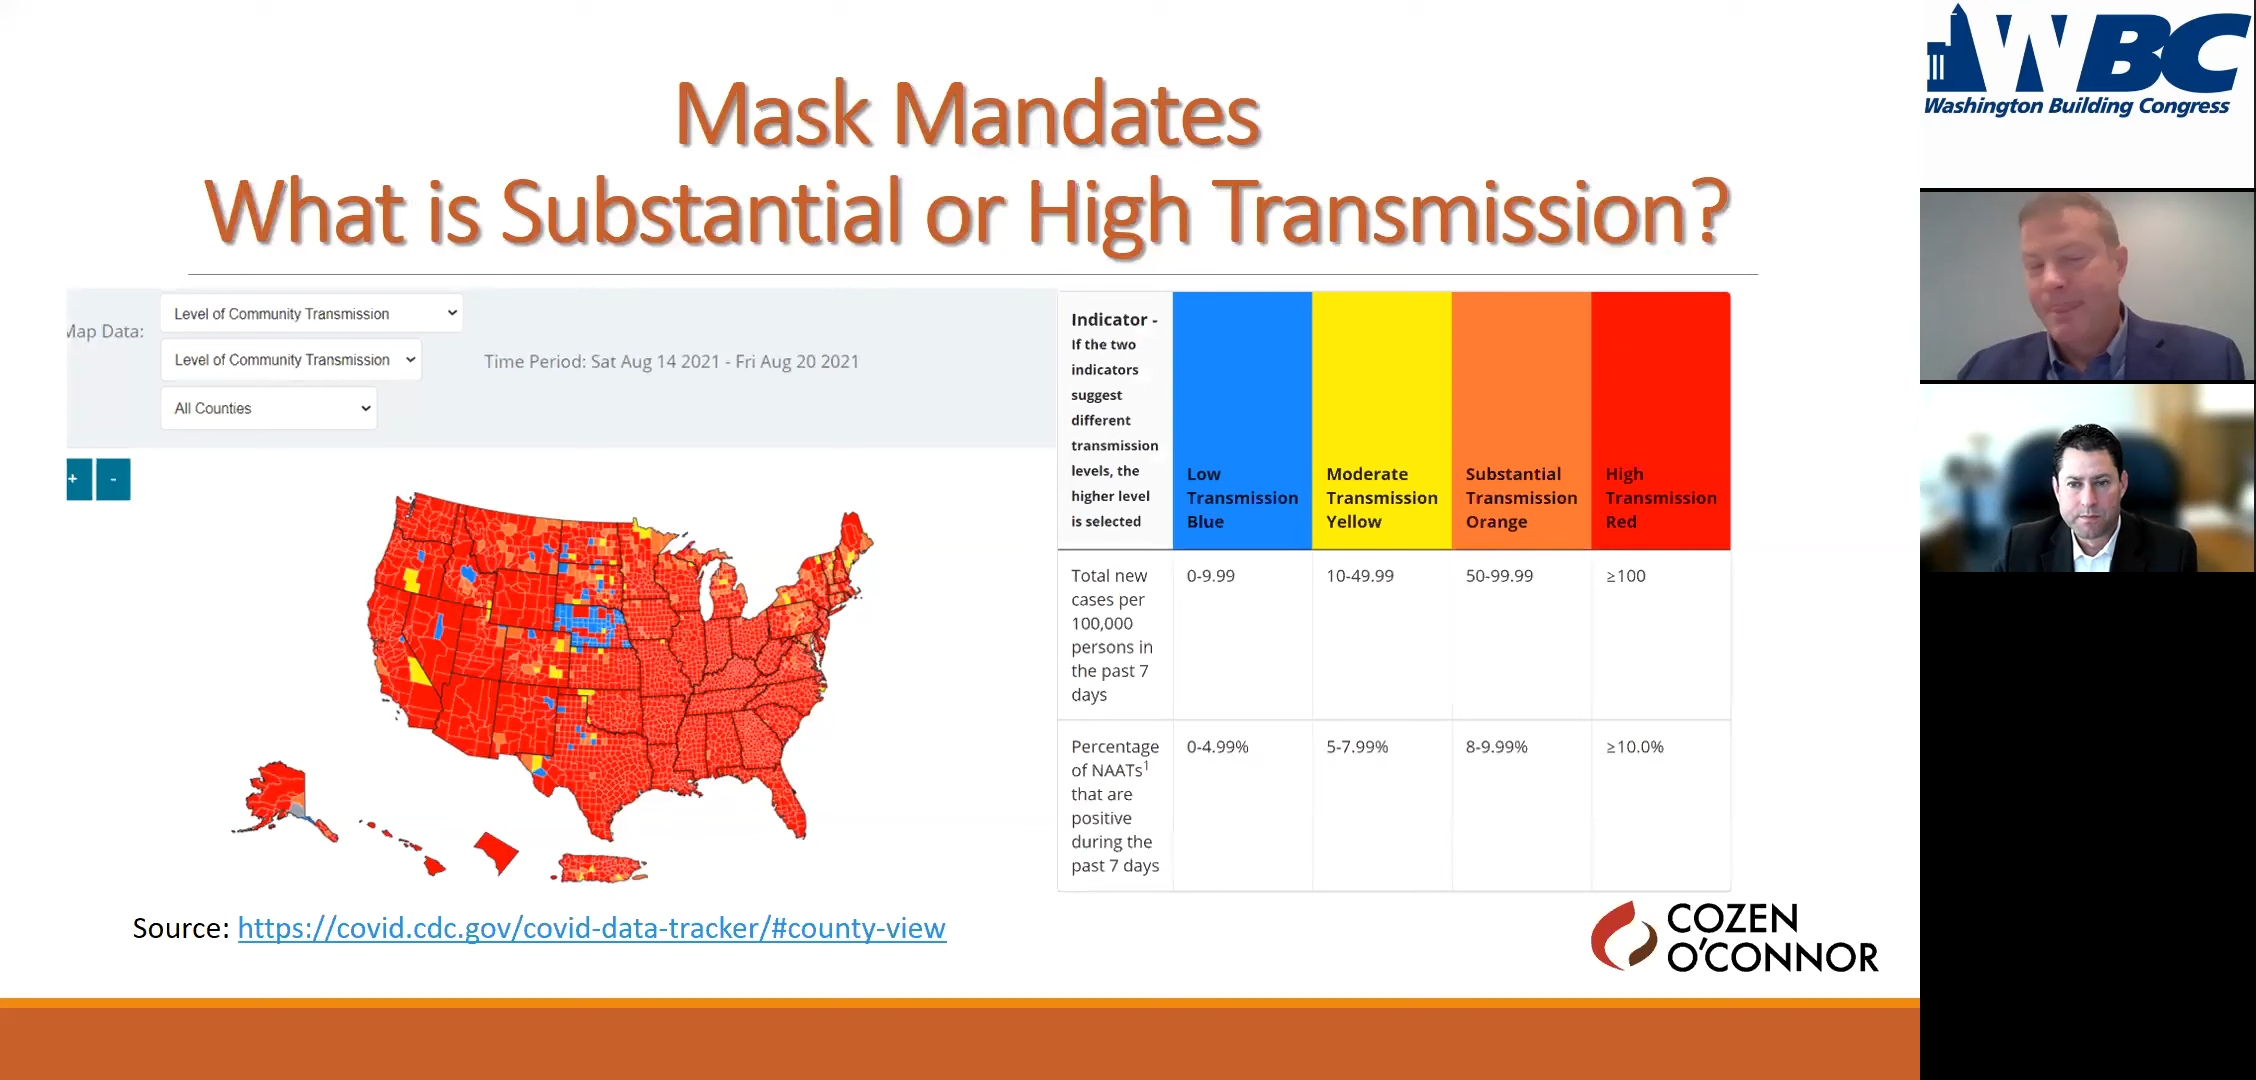 Mask Mandates
What is Substantial or High Transmission?
Map Data:
Level of Community Transmission
Level of Community Transmission
All Counties
Time Period: Sat Aug 14 2021 - Fri Aug 20 2021
+ -
Indicator -
If the two
indicators
suggest
different
transmission
levels, the
higher level
is selected
Low
Transmission
Blue
Moderate
Transmission
Yellow
Substantial
Transmission
Orange
High
Transmission
Red
Total new
cases per
100,000
persons in
the past 7
days
0-9.99
10-49.99
50-99.99
≥100
Percentage
of NAATs¹
that are
positive
during the
past 7 days
0-4.99%
5-7.99%
8-9.99%
≥10.0%
Source: https://covid.cdc.gov/covid-data-tracker/#county-view
COZEN
O'CONNOR
WBC
Washington Building Congress